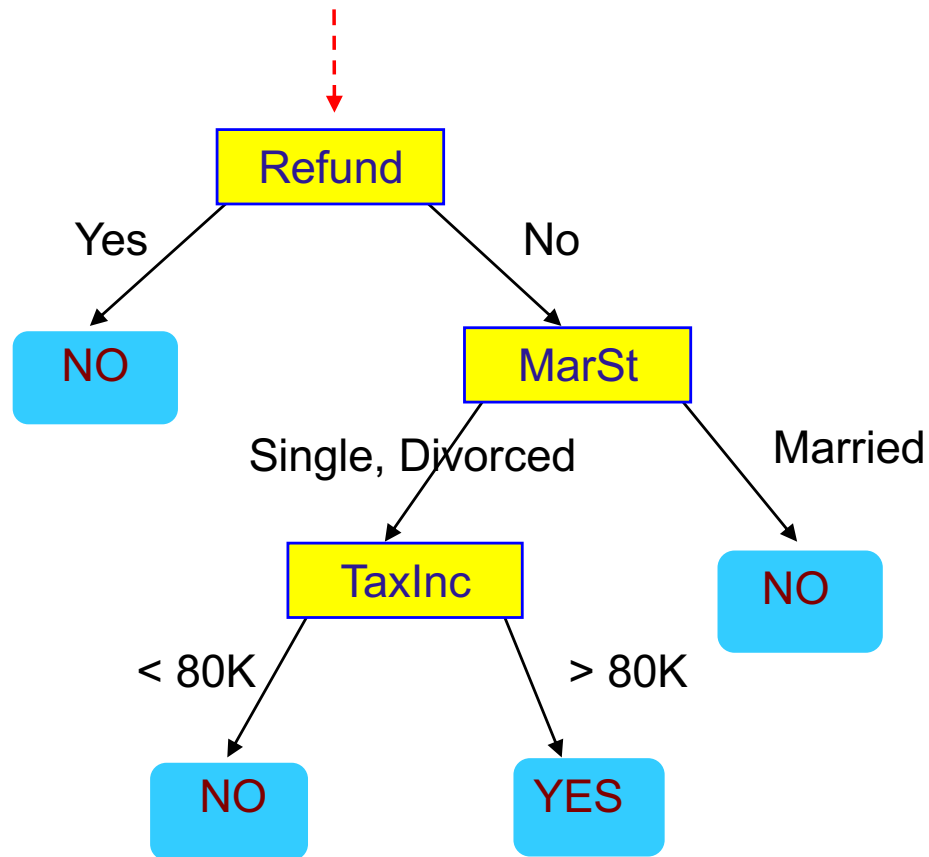 Refund
Yes
No
NO
MarSt
Single, Divorced
Married
TaxInc
NO
< 80K
> 80K
NO
YES